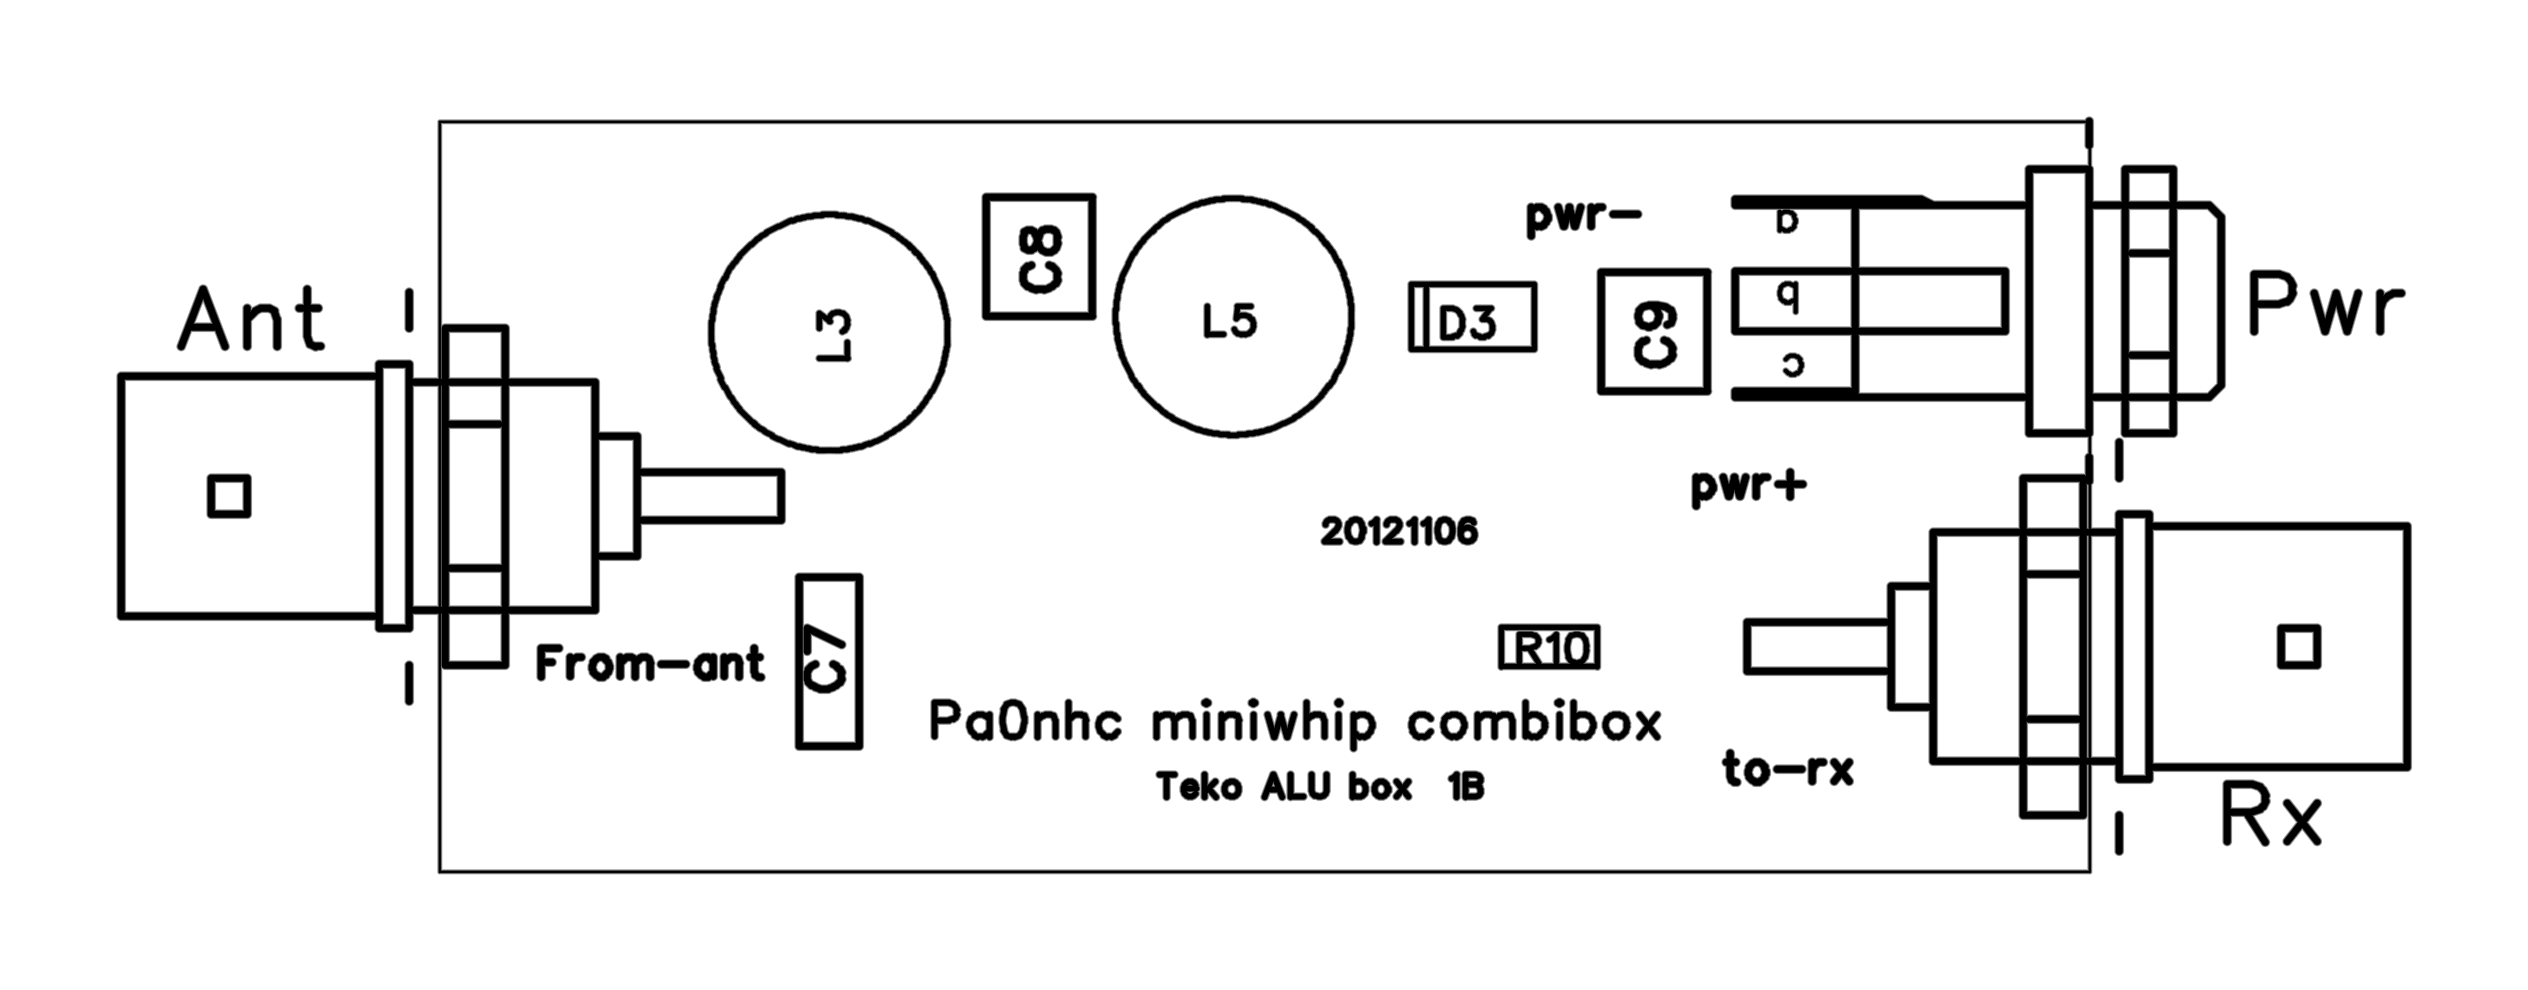 Ant
L3
C8
L5
D3
pwr-
C9
a
b
c
Pwr
pwr+
20121106
From-ant
C7
R10
Pa0nhc miniwhip combibox
Teko ALU box 1B
to-rx
Rx